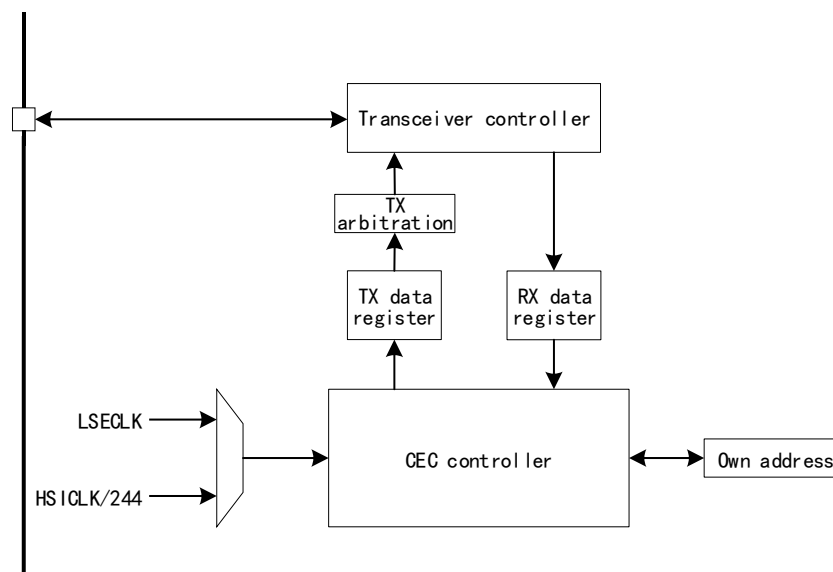 Transceiver controller
TX
arbitration
TX data
register
RX data
register
LSECLK
HSICLK/244
CEC controller
Own address